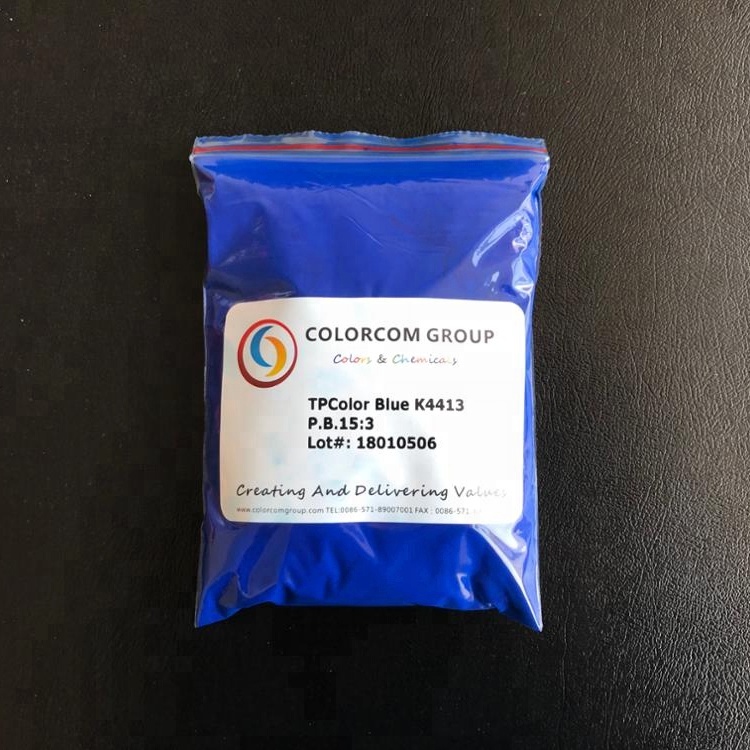 COLORCOM GROUP
Colors & Chemicals
TPColor Blue K4413
P.B.15:3
Lot#: 18010506
Creating And Delivering Values
www.colorcomgroup.com TEL:0086-571-89007001 FAX : 0086-571-